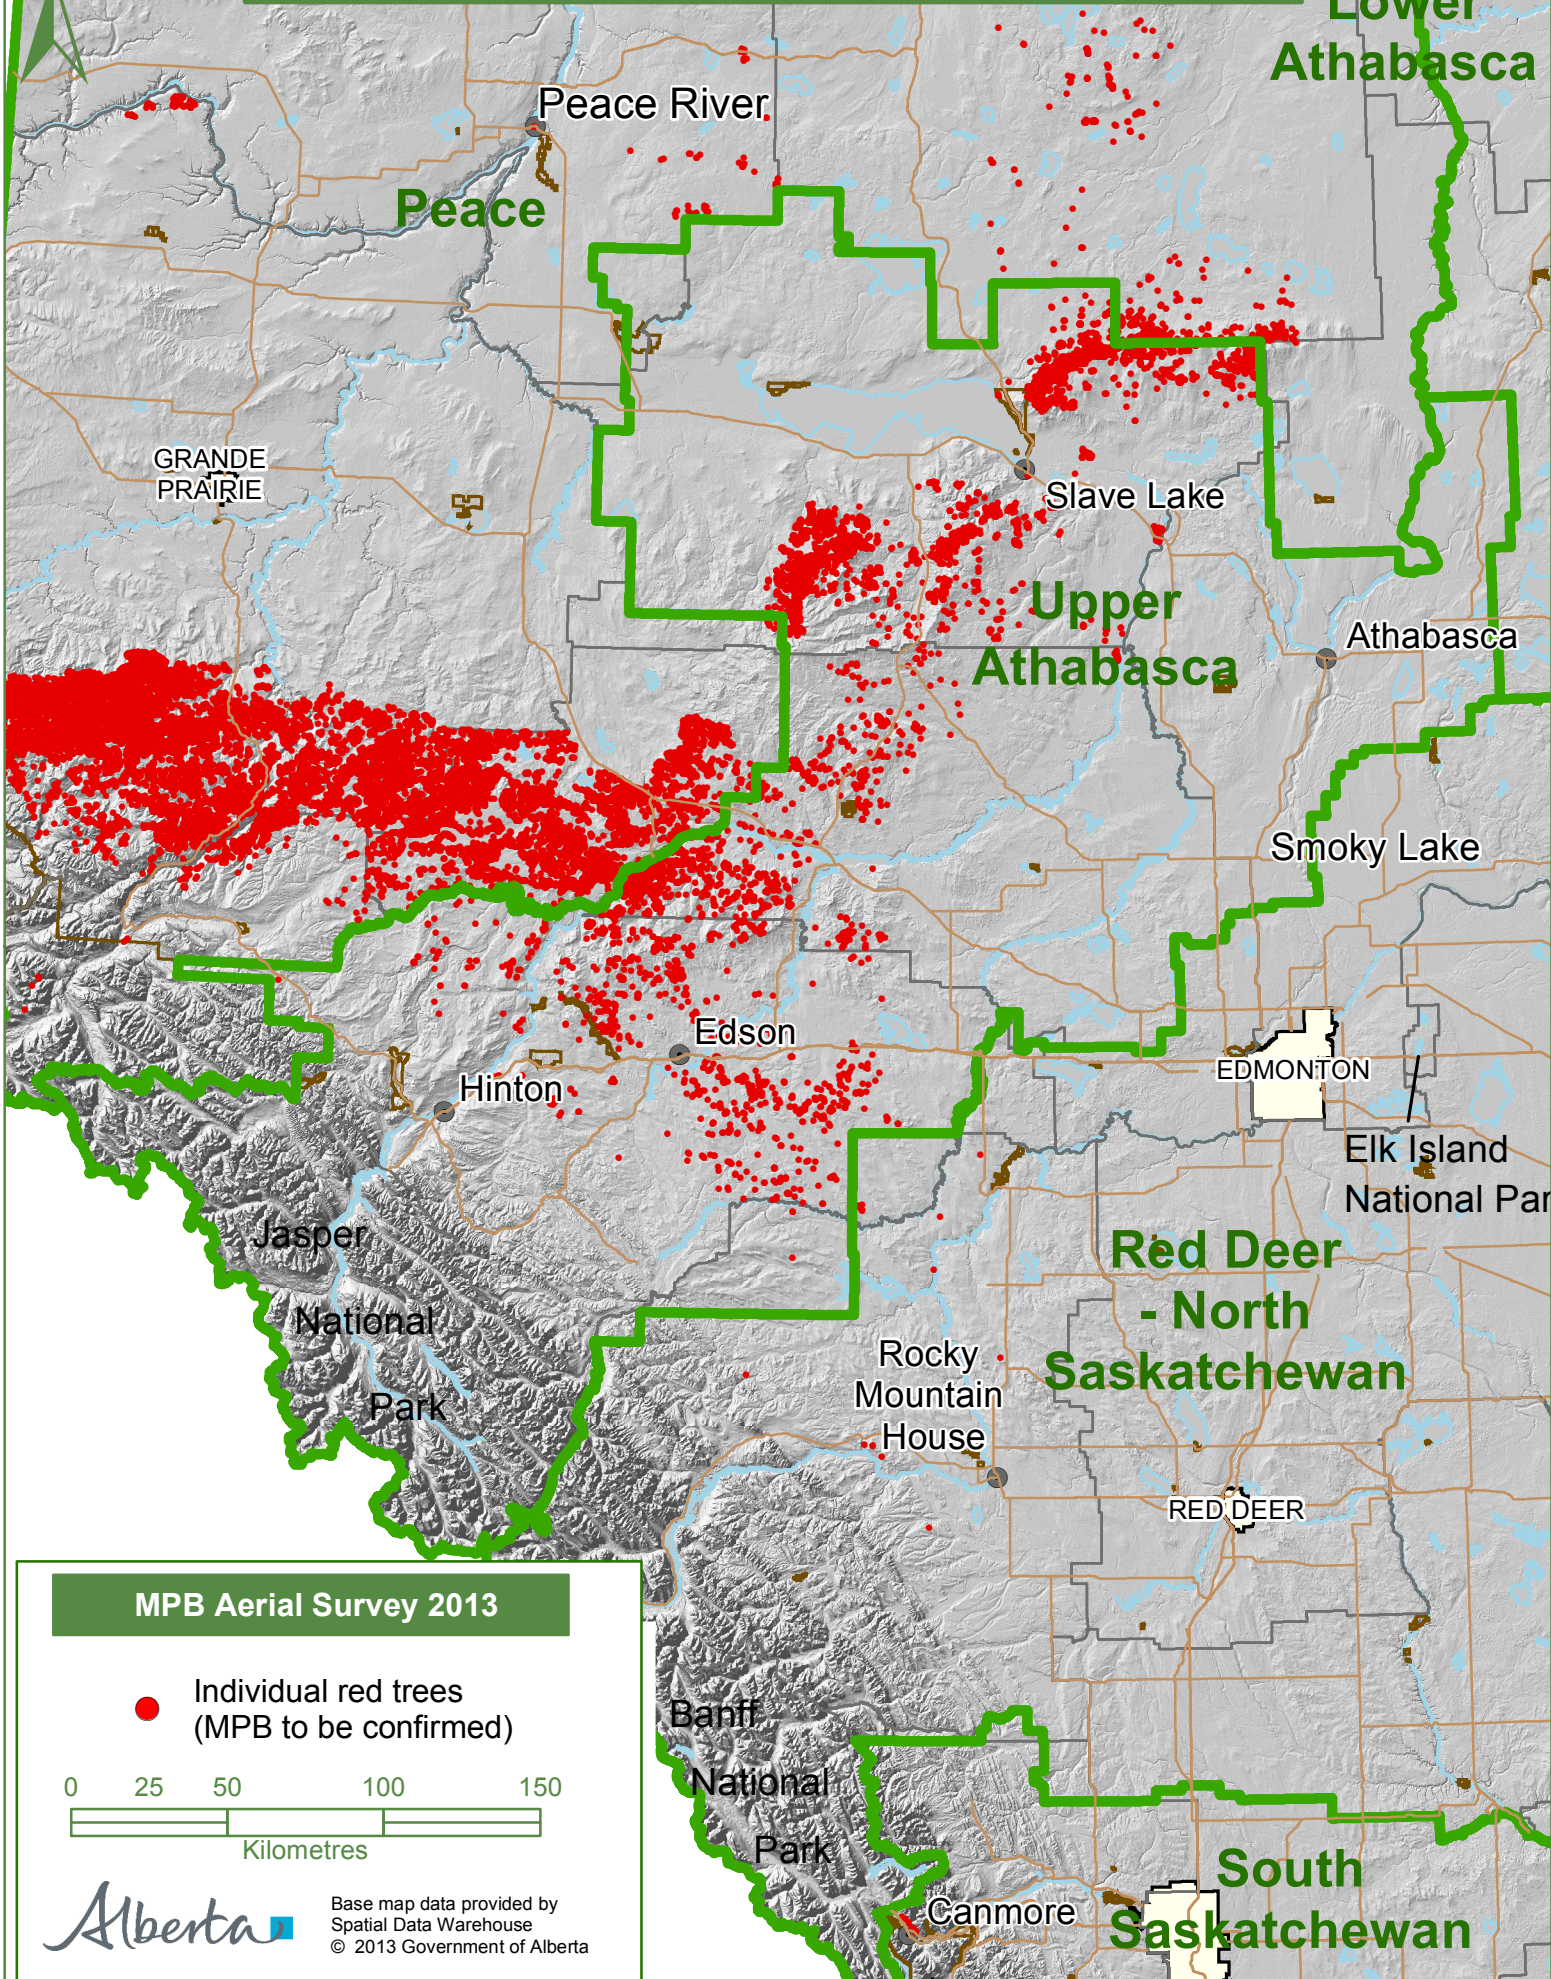 Lower
Athabasca
Peace River
Peace
GRANDE
PRAIRIE
Slave Lake
Upper
Athabasca
Athabasca
Smoky Lake
Edson
EDMONTON
Hinton
Elk Island
National Par
Jasper
National
Park
Red Deer
- North
Saskatchewan
Rocky
Mountain
House
RED DEER
MPB Aerial Survey 2013
Individual red trees
(MPB to be confirmed)
0 25 50 100 150
Kilometres
Alberta
Base map data provided by
Spatial Data Warehouse
© 2013 Government of Alberta
Banff
National
Park
Canmore
South
Saskatchewan